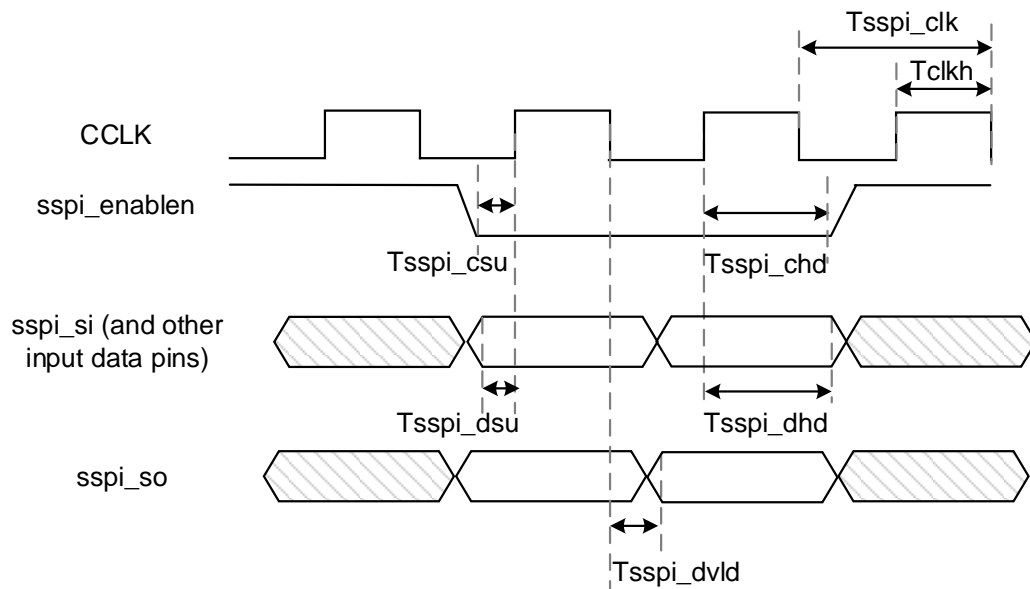 Tsspi_clk
Tclkh
CCLK
sspi_enablen
Tsspi_csu
Tsspi_chd
sspi_si (and other
input data pins)
Tsspi_dsu
Tsspi_dhd
sspi_so
Tsspi_dvld